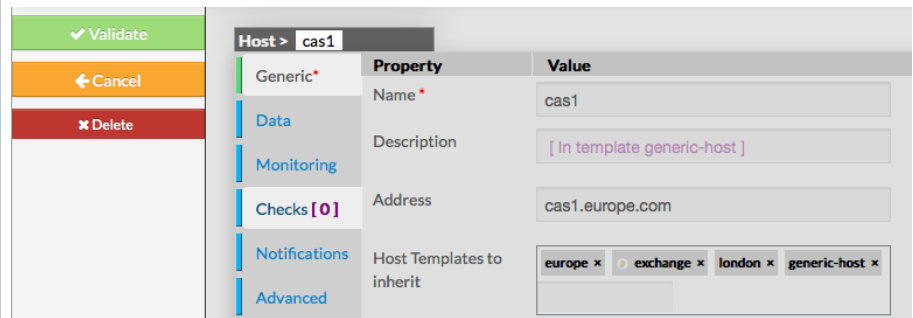 ✔ Validate
← Cancel
✖ Delete
Host > cas1
Generic*
Data
Monitoring
Checks [ 0 ]
Notifications
Advanced
Property Value
Name * cas1
Description [ In template generic-host ]
Address cas1.europe.com
Host Templates to
inherit
europe × exchange × london × generic-host ×